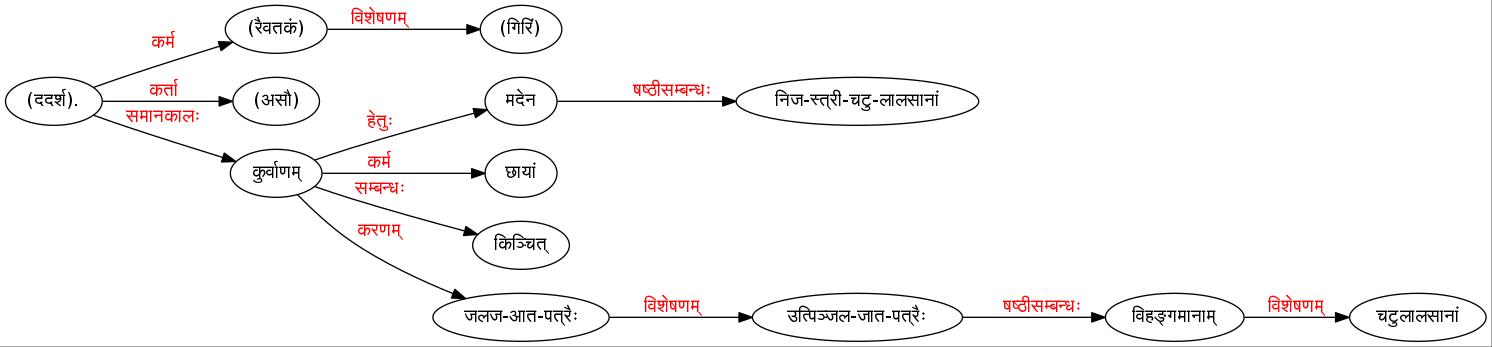 (रैवतकं) विशेषणम् (गिरिं)
कर्म
(ददर्श). कर्ता (असौ) मदेन षष्ठीसम्बन्धः निज-स्त्री-चटु-लालसानां
समानकालः हेतुः
कुर्वाणम् कर्म छायां
सम्बन्धः
करणम् किञ्चित्
जलज-आत-पत्रैः विशेषणम् उत्पिञ्जल-जात-पत्रैः षष्ठीसम्बन्धः विहङ्गमानाम् विशेषणम् चटुलालसानां